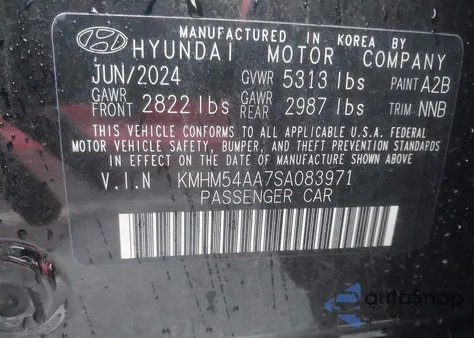 MANUFACTURED IN KOREA BY
HYUNDAI MOTOR COMPANY
JUN/2024 GVWR 5313 lbs PAINT A2B
GAWR FRONT 2822 lbs GAWR REAR 2987 lbs TRIM NNB
THIS VEHICLE CONFORMS TO ALL APPLICABLE U.S.A. FEDERAL
MOTOR VEHICLE SAFETY, BUMPER, AND THEFT PREVENTION STANDARDS
IN EFFECT ON THE DATE OF MANUFACTURE SHOWN ABOVE
V.I.N KMHM54AA7SA083971
PASSENGER CAR
autoSnap